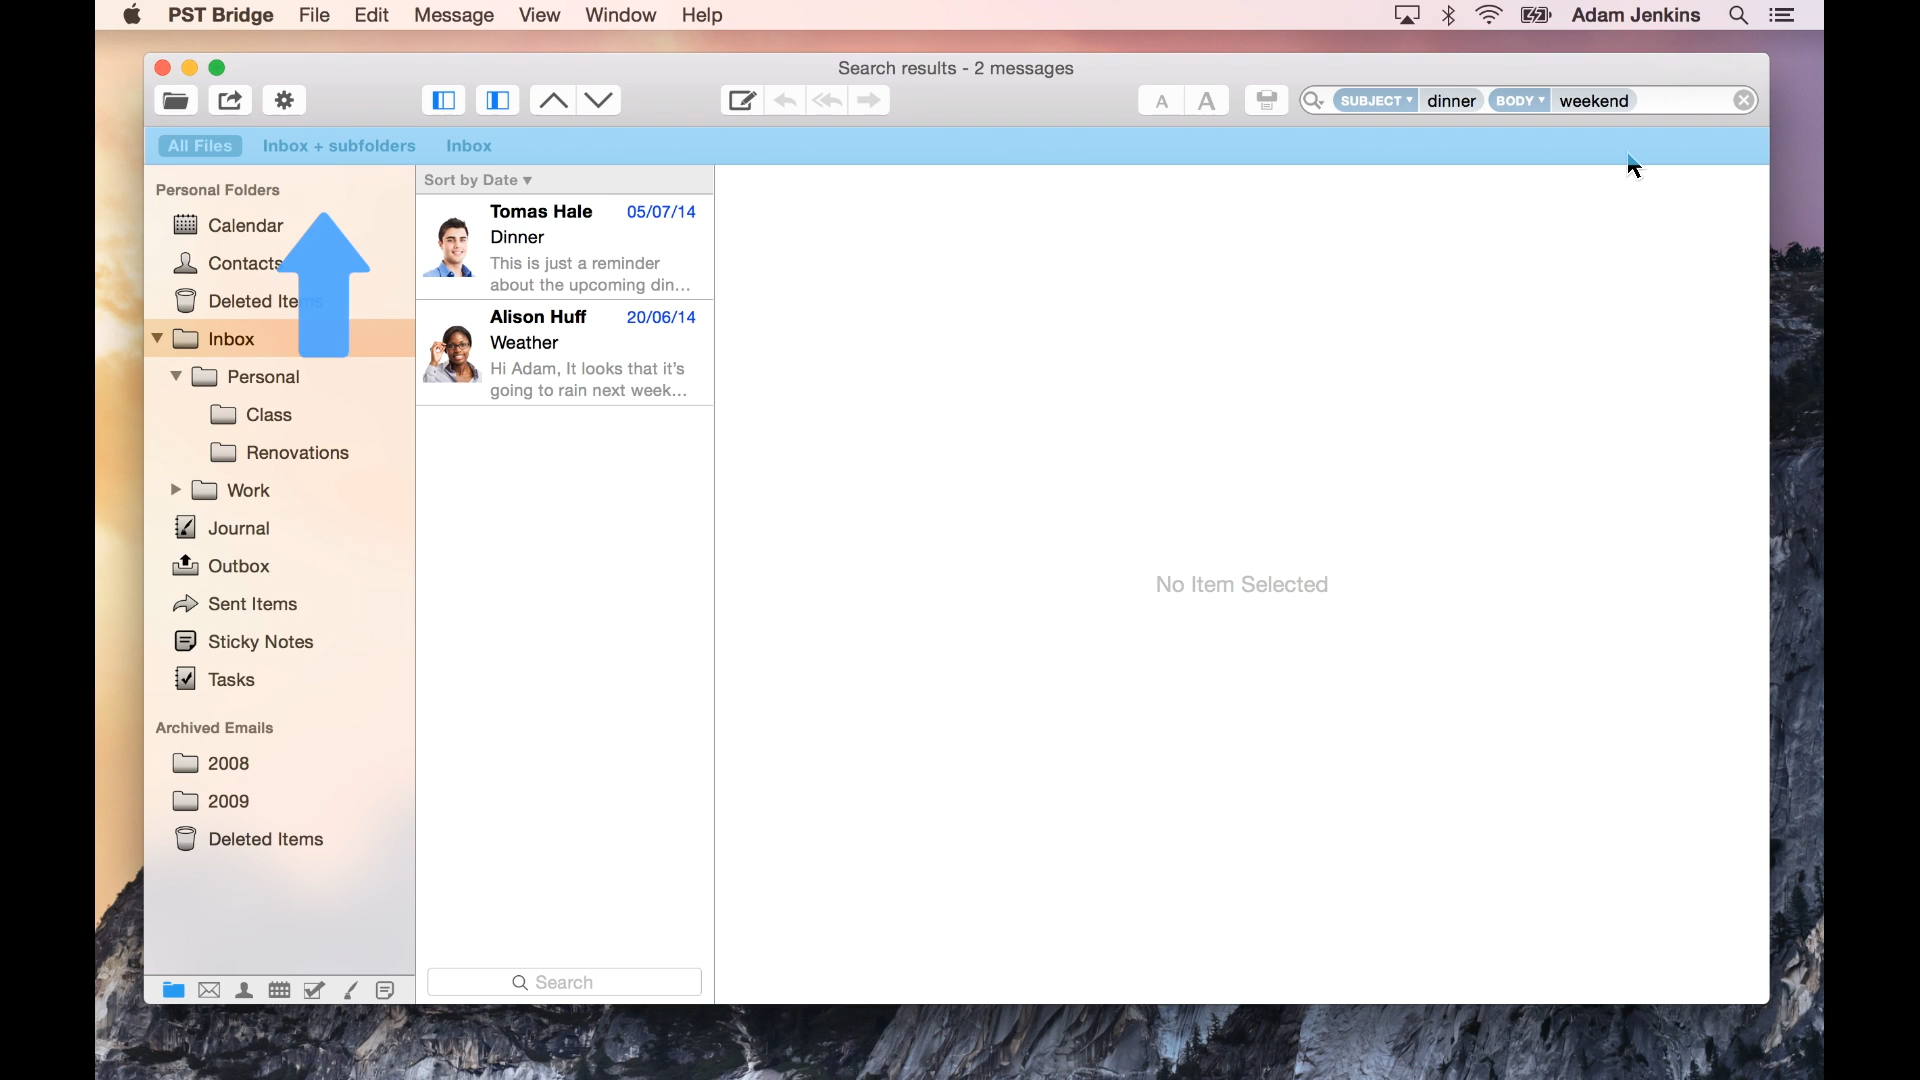 PST Bridge File Edit Message View Window Help Adam Jenkins
Search results - 2 messages
A A SUBJECT ▾ dinner BODY ▾ weekend
All Files Inbox + subfolders Inbox
Personal Folders
Calendar
Contacts
Deleted Items
Inbox
Personal
Class
Renovations
Work
Journal
Outbox
Sent Items
Sticky Notes
Tasks
Archived Emails
2008
2009
Deleted Items
Sort by Date ▾
Tomas Hale 05/07/14
Dinner
This is just a reminder
about the upcoming din...
Alison Huff 20/06/14
Weather
Hi Adam, It looks that it's
going to rain next week...
Search
No Item Selected